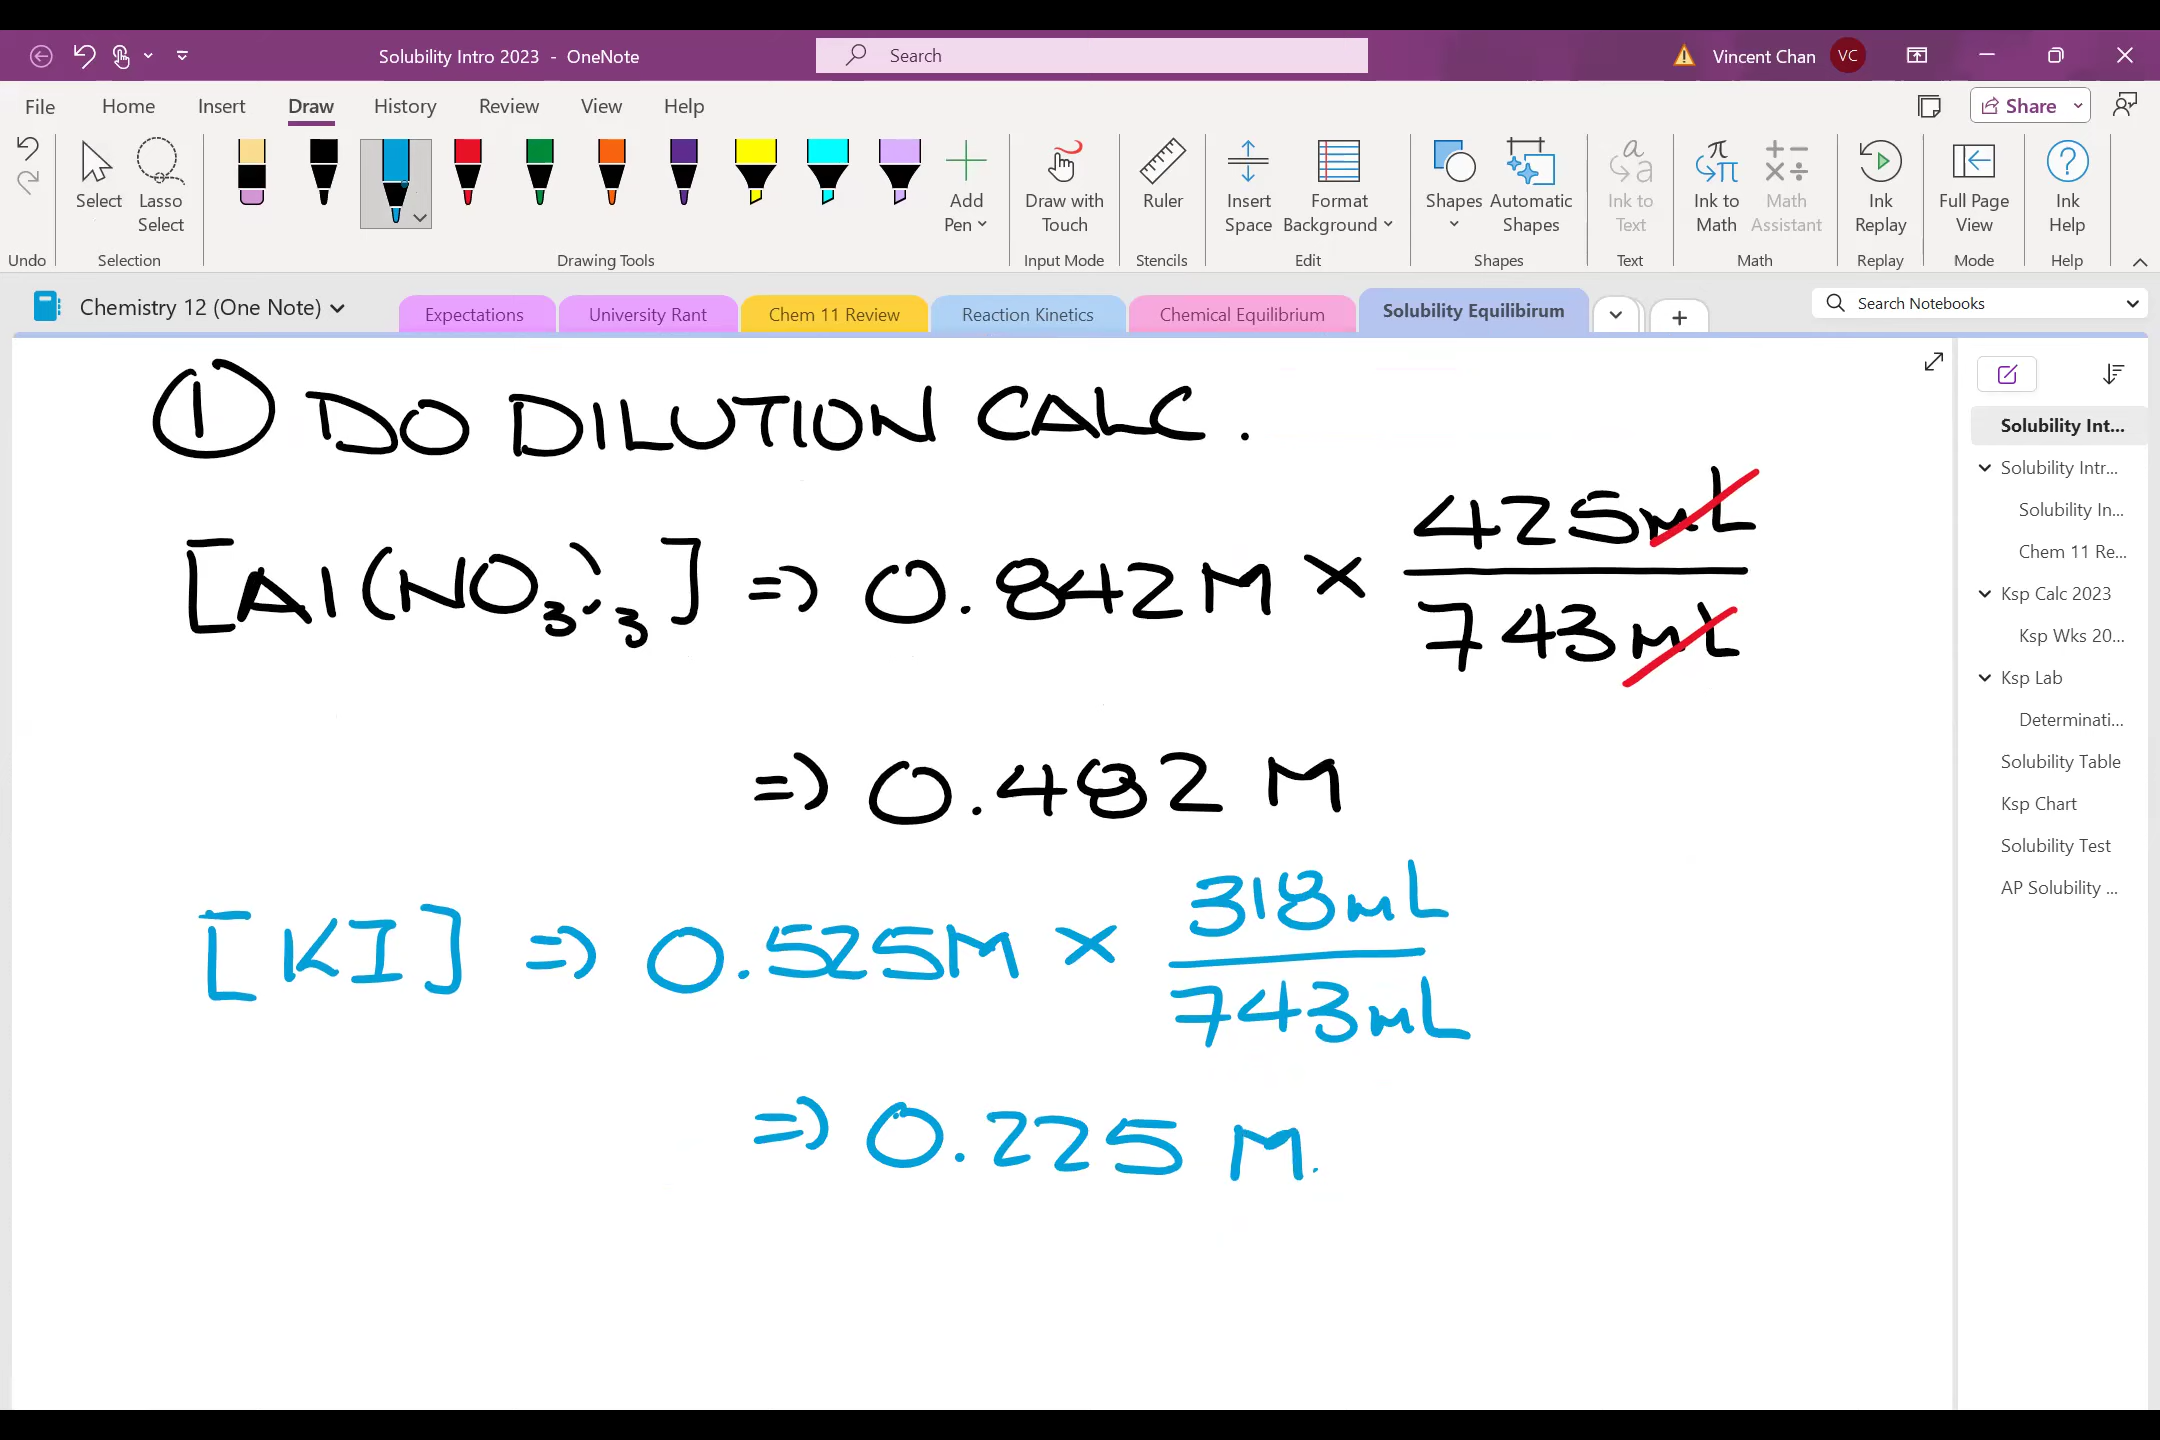 Solubility Intro 2023 - OneNote
Search
Vincent Chan
VC
File Home Insert Draw History Review View Help
Share
Select
Lasso Select
Add Pen
Draw with Touch
Ruler
Insert Space
Format Background
Shapes
Automatic Shapes
Ink to Text
Ink to Math
Math Assistant
Ink Replay
Full Page View
Ink Help
Undo Selection Drawing Tools Input Mode Stencils Edit Shapes Text Math Replay Mode Help
Chemistry 12 (One Note)
Expectations University Rant Chem 11 Review Reaction Kinetics Chemical Equilibrium Solubility Equilibirum
Search Notebooks
① DO DILUTION CALC.
[Al(NO₃)₃] => 0.842 M × 425mL / 743mL
=> 0.482 M
[KI] => 0.525M × 318mL / 743mL
=> 0.225 M.
Solubility Int...
Solubility Intr...
Solubility In...
Chem 11 Re...
Ksp Calc 2023
Ksp Wks 20...
Ksp Lab
Determinati...
Solubility Table
Ksp Chart
Solubility Test
AP Solubility ...